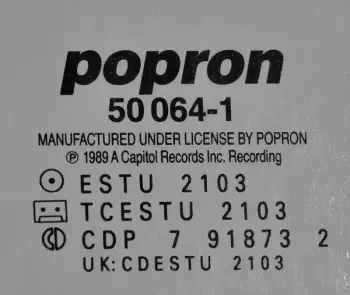 popron
50 064-1
MANUFACTURED UNDER LICENSE BY POPRON
℗ 1989 A Capitol Records Inc. Recording
ESTU 2103
TCESTU 2103
CDP 7 91873 2
UK: CDESTU 2103